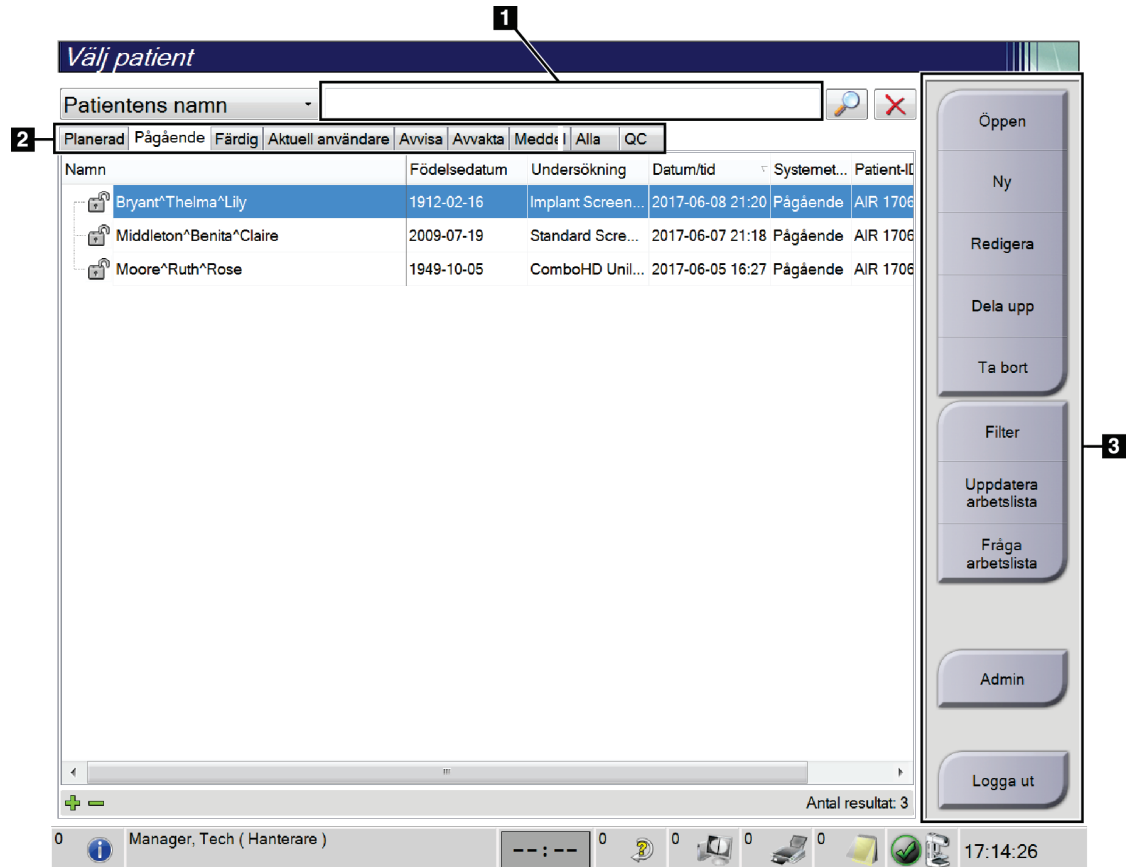 1
Välj patient
Patientens namn
2
Planerad Pågående Färdig Aktuell användare Avvisa Avvakta Meddel Alla QC
Namn Födelsedatum Undersökning Datum/tid Systemet... Patient-ID
Bryant^Thelma^Lily 1912-02-16 Implant Screen... 2017-06-08 21:20 Pågående AIR 1706
Middleton^Benita^Claire 2009-07-19 Standard Scre... 2017-06-07 21:18 Pågående AIR 1706
Moore^Ruth^Rose 1949-10-05 ComboHD Unil... 2017-06-05 16:27 Pågående AIR 1706
Öppen
Ny
Redigera
Dela upp
Ta bort
Filter
3
Uppdatera
arbetslista
Fråga
arbetslista
Admin
Logga ut
Antal resultat: 3
0 Manager, Tech ( Hanterare ) --:-- 0 0 0 0 17:14:26